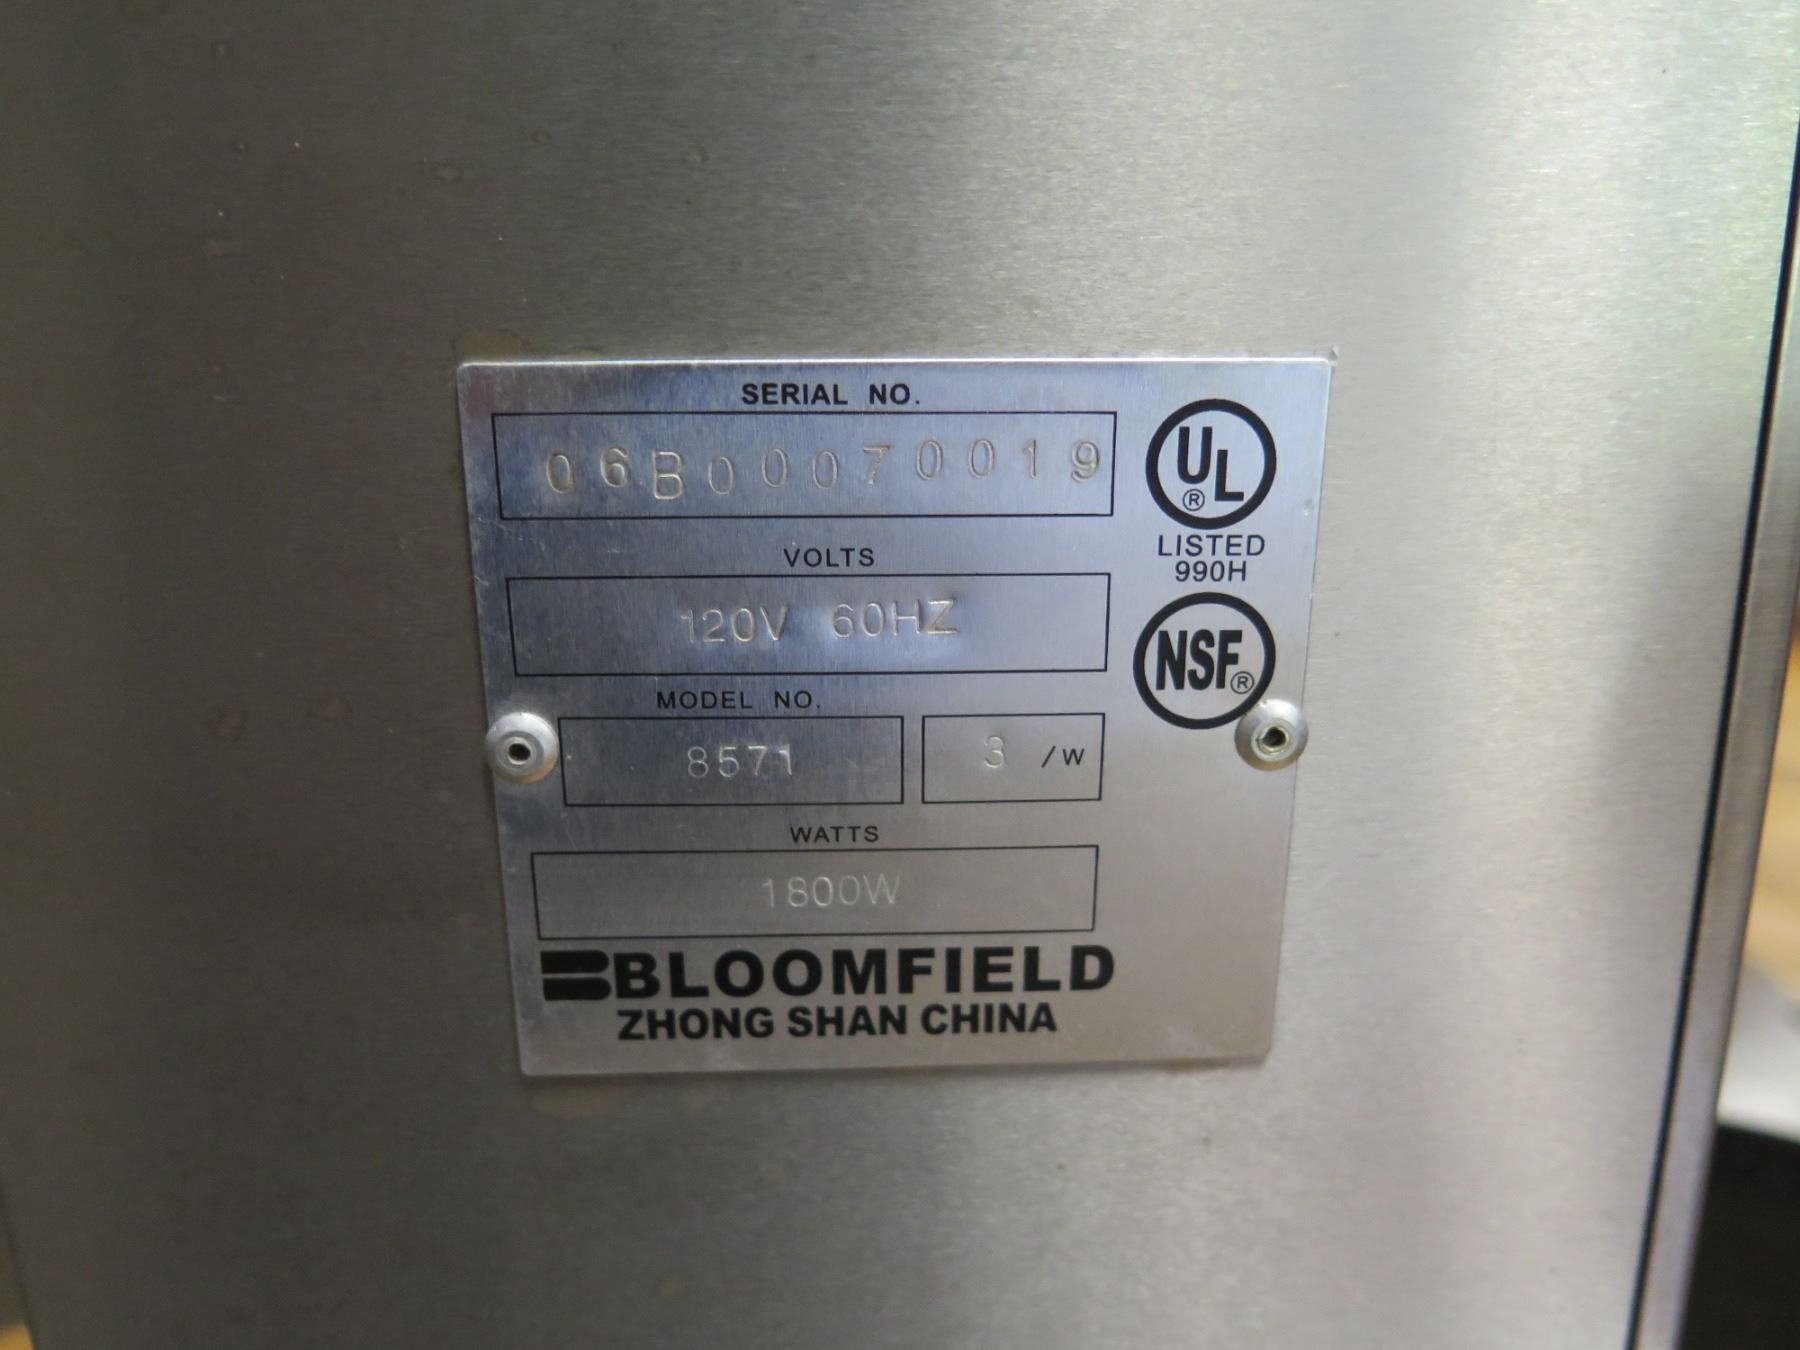 SERIAL NO.
06B00070019
UL®
LISTED
990H
VOLTS
120V 60HZ
NSF®
MODEL NO.
8571 3 /W
WATTS
1800W
BLOOMFIELD
ZHONG SHAN CHINA